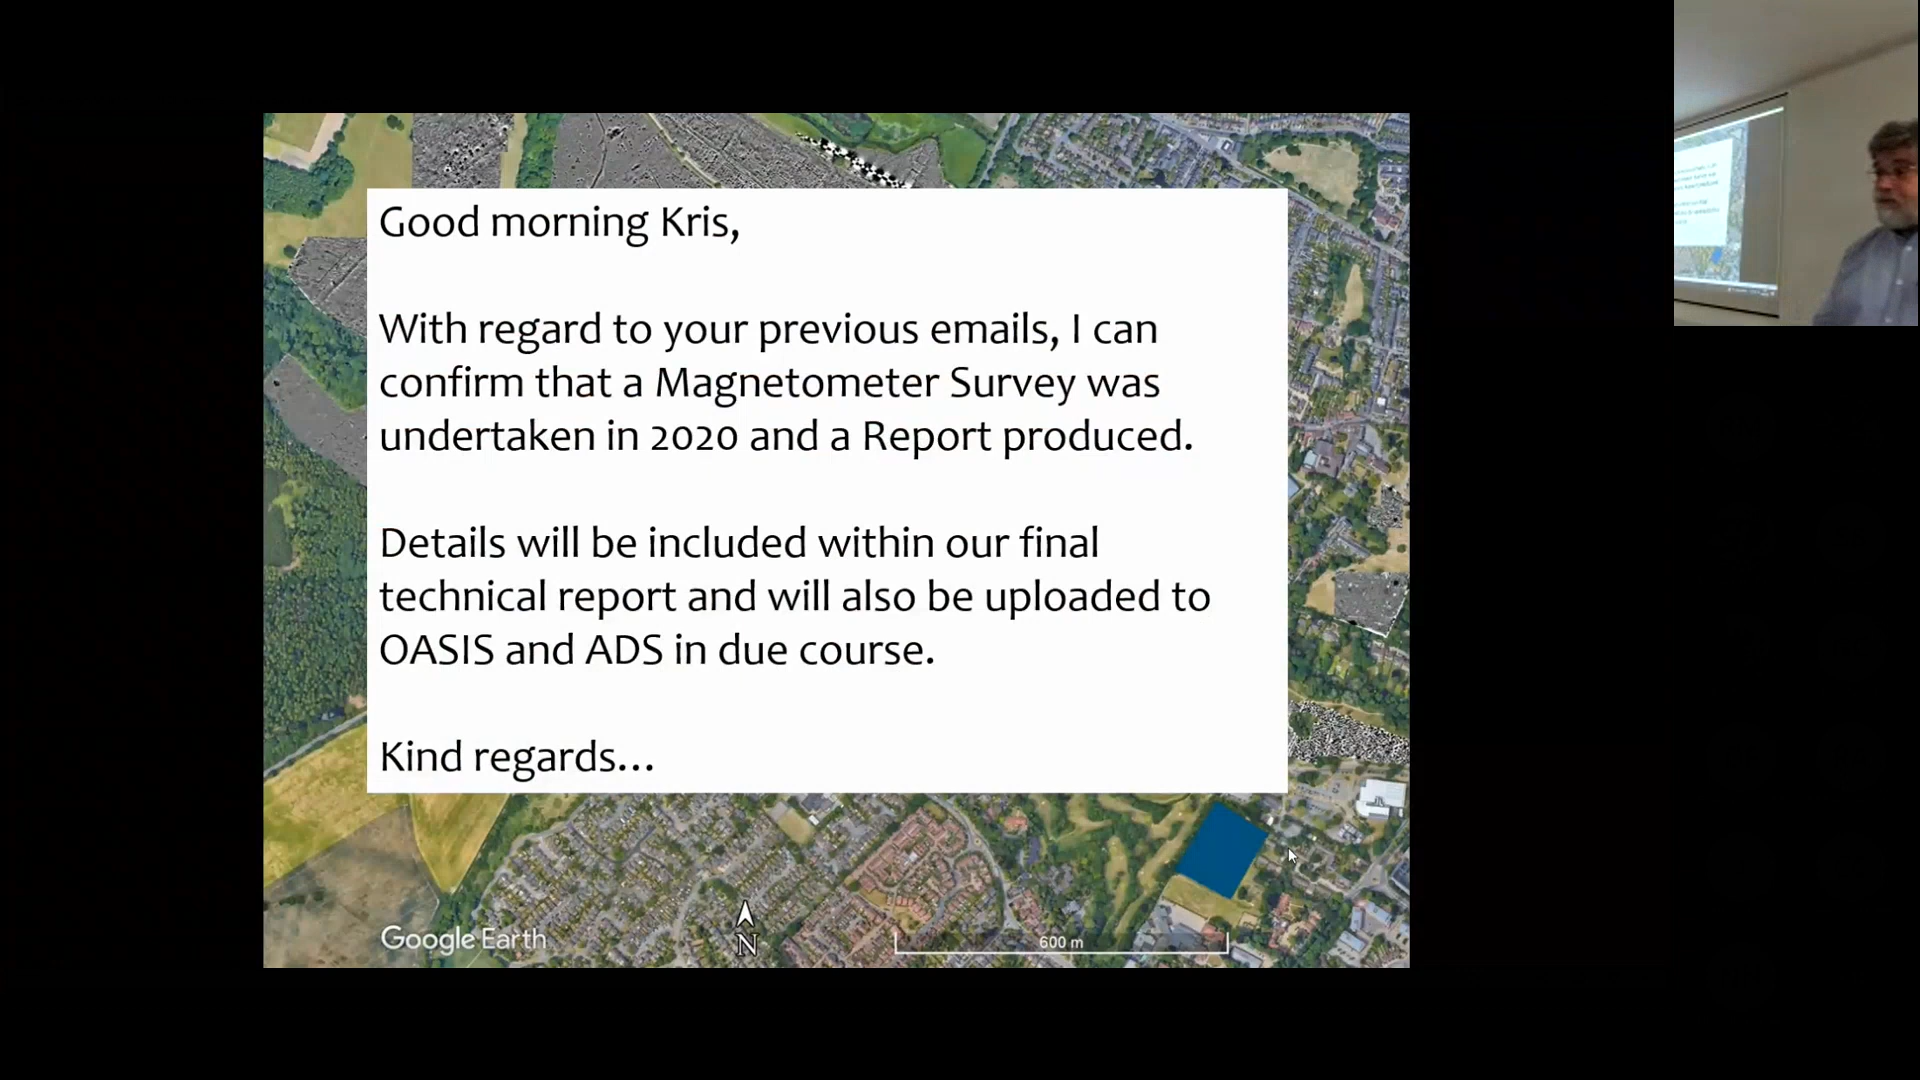 Good morning Kris,
With regard to your previous emails, I can
confirm that a Magnetometer Survey was
undertaken in 2020 and a Report produced.
Details will be included within our final
technical report and will also be uploaded to
OASIS and ADS in due course.
Kind regards...
Google Earth
N
600 m